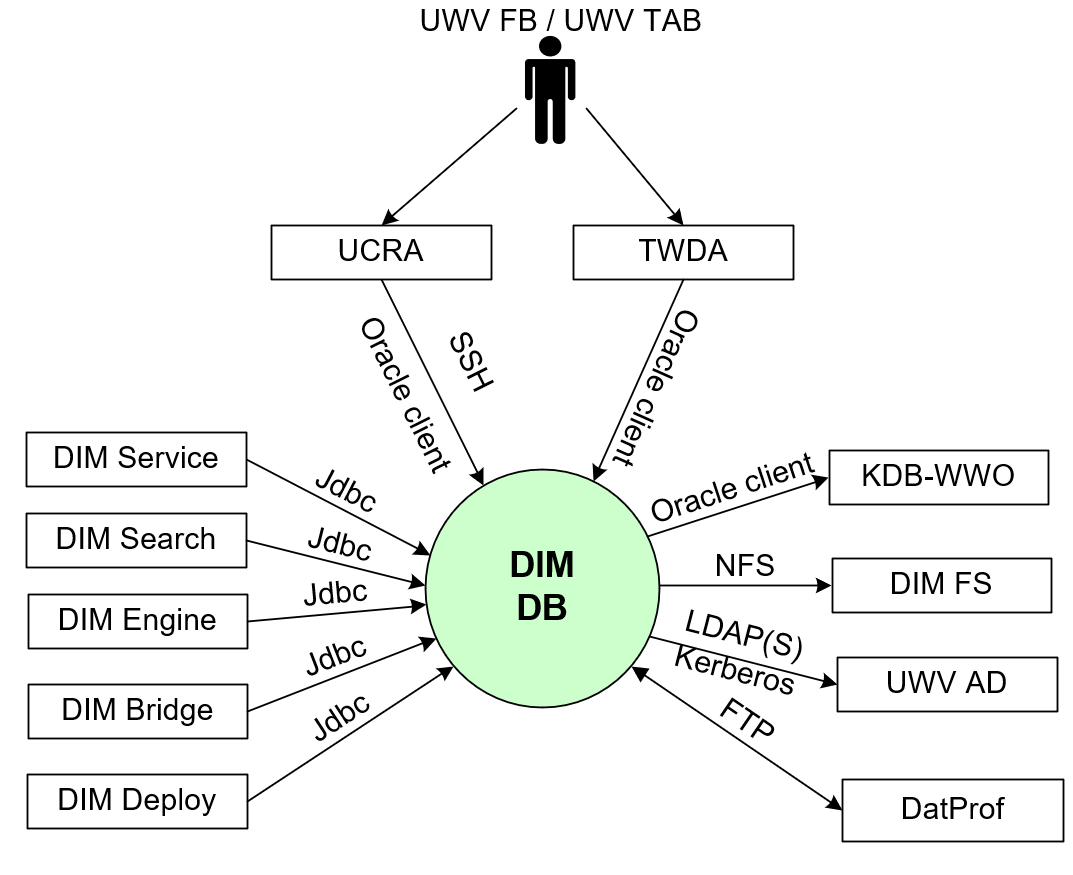 UWV FB / UWV TAB
UCRA
TWDA
Oracle client
SSH
Oracle client
DIM Service
Jdbc
DIM Search
Jdbc
DIM Engine
Jdbc
DIM Bridge
Jdbc
DIM Deploy
Jdbc
DIM
DB
Oracle client
KDB-WWO
NFS
DIM FS
LDAP(S)
Kerberos
UWV AD
FTP
DatProf